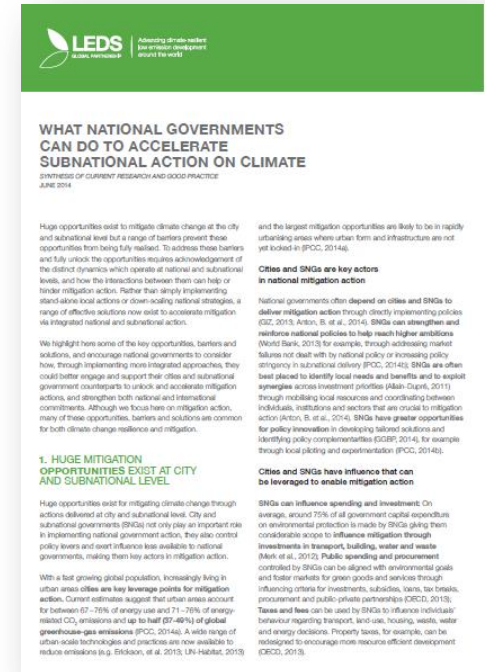 LEDS
GLOBAL PARTNERSHIP
Advancing climate-resilient
low emission development
around the world
WHAT NATIONAL GOVERNMENTS
CAN DO TO ACCELERATE
SUBNATIONAL ACTION ON CLIMATE
SYNTHESIS OF CURRENT RESEARCH AND GOOD PRACTICE
JUNE 2014
Huge opportunities exist to mitigate climate change at the city
and subnational level but a range of barriers prevent these
opportunities from being fully realised. To address these barriers
and fully unlock the opportunities requires acknowledgement of
the distinct dynamics which operate at national and subnational
levels, and how the interactions between them can help or
hinder mitigation action. Rather than simply implementing
stand-alone local actions or down-scaling national strategies, a
range of effective solutions now exist to accelerate mitigation
via integrated national and subnational action.
We highlight here some of the key opportunities, barriers and
solutions, and encourage national governments to consider
how, through implementing more integrated approaches, they
could better engage and support their cities and subnational
government counterparts to unlock and accelerate mitigation
actions, and strengthen both national and international
commitments. Although we focus here on mitigation action,
many of these opportunities, barriers and solutions are common
for both climate change resilience and mitigation.
1. HUGE MITIGATION
OPPORTUNITIES EXIST AT CITY
AND SUBNATIONAL LEVEL
Huge opportunities exist for mitigating climate change through
actions delivered at city and subnational level. City and
subnational governments (SNGs) not only play an important role
in implementing national government action, they also control
policy levers and exert influence less available to national
governments, making them key actors in mitigation action.
With a fast growing global population, increasingly living in
urban areas cities are key leverage points for mitigation
action. Current estimates suggest that urban areas account
for between 67–76% of energy use and 71–76% of energy-
related CO₂ emissions and up to half (37-49%) of global
greenhouse-gas emissions (IPCC, 2014a). A wide range of
urban-scale technologies and practices are now available to
reduce emissions (e.g. Erickson, et al. 2013; UN-Habitat, 2013)
and the largest mitigation opportunities are likely to be in rapidly
urbanising areas where urban form and infrastructure are not
yet locked-in (IPCC, 2014a).
Cities and SNGs are key actors
in national mitigation action
National governments often depend on cities and SNGs to
deliver mitigation action through directly implementing policies
(GIZ, 2013; Anton, B. et al., 2014). SNGs can strengthen and
reinforce national policies to help reach higher ambitions
(World Bank, 2013) for example, through addressing market
failures not dealt with by national policy or increasing policy
stringency in subnational delivery (IPCC, 2014b); SNGs are often
best placed to identify local needs and benefits and to exploit
synergies across investment priorities (Allain-Dupré, 2011)
through mobilising local resources and coordinating between
individuals, institutions and sectors that are crucial to mitigation
action (Anton, B. et al., 2014). SNGs have greater opportunities
for policy innovation in developing tailored solutions and
identifying policy complementarities (GGBP, 2014), for example
through local piloting and experimentation (IPCC, 2014b).
Cities and SNGs have influence that can
be leveraged to enable mitigation action
SNGs can influence spending and investment: On
average, around 75% of all government capital expenditure
on environmental protection is made by SNGs giving them
considerable scope to influence mitigation through
investments in transport, building, water and waste
(Merk et al., 2012); Public spending and procurement
controlled by SNGs can be aligned with environmental goals
and foster markets for green goods and services through
influencing criteria for investments, subsidies, loans, tax breaks,
procurement and public-private partnerships (OECD, 2013);
Taxes and fees can be used by SNGs to influence individuals'
behaviour regarding transport, land-use, housing, waste, water
and energy decisions. Property taxes, for example, can be
redesigned to encourage more resource efficient development
(OECD, 2013).